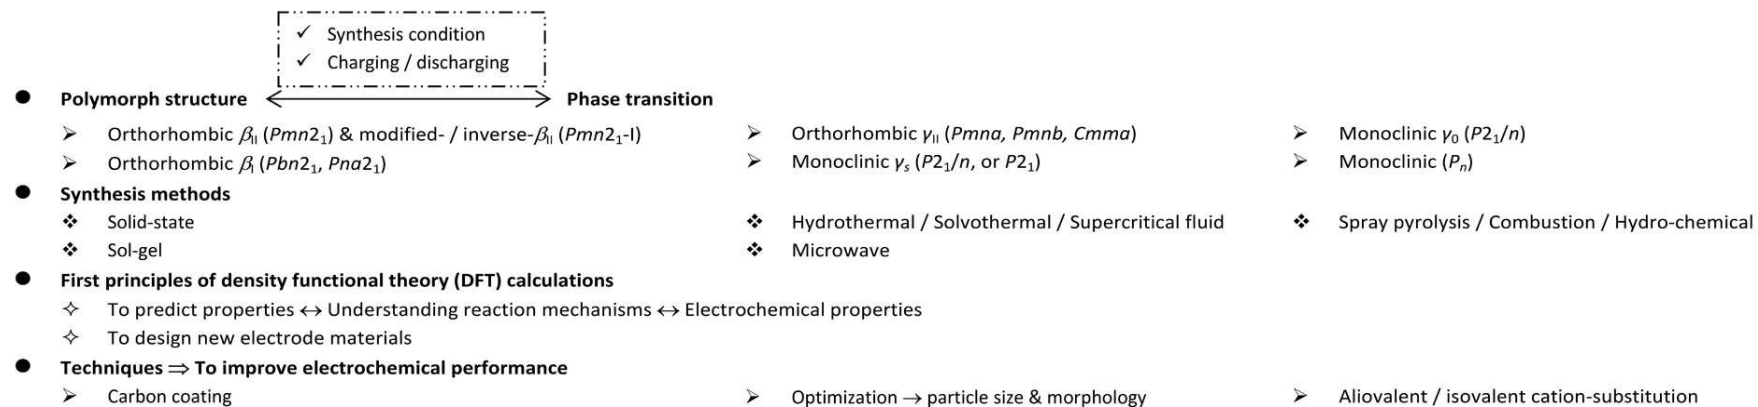 ✓ Synthesis condition
✓ Charging / discharging
● Polymorph structure ⟷ Phase transition
➢ Orthorhombic βII (Pmn2₁) & modified- / inverse-βII (Pmn2₁-I) ➢ Orthorhombic γII (Pmna, Pmnb, Cmma) ➢ Monoclinic γ₀ (P2₁/n)
➢ Orthorhombic βI (Pbn2₁, Pna2₁) ➢ Monoclinic γs (P2₁/n, or P2₁) ➢ Monoclinic (Pₙ)
● Synthesis methods
❖ Solid-state ❖ Hydrothermal / Solvothermal / Supercritical fluid ❖ Spray pyrolysis / Combustion / Hydro-chemical
❖ Sol-gel ❖ Microwave
● First principles of density functional theory (DFT) calculations
✧ To predict properties ↔ Understanding reaction mechanisms ↔ Electrochemical properties
✧ To design new electrode materials
● Techniques ⇒ To improve electrochemical performance
➢ Carbon coating ➢ Optimization → particle size & morphology ➢ Aliovalent / isovalent cation-substitution